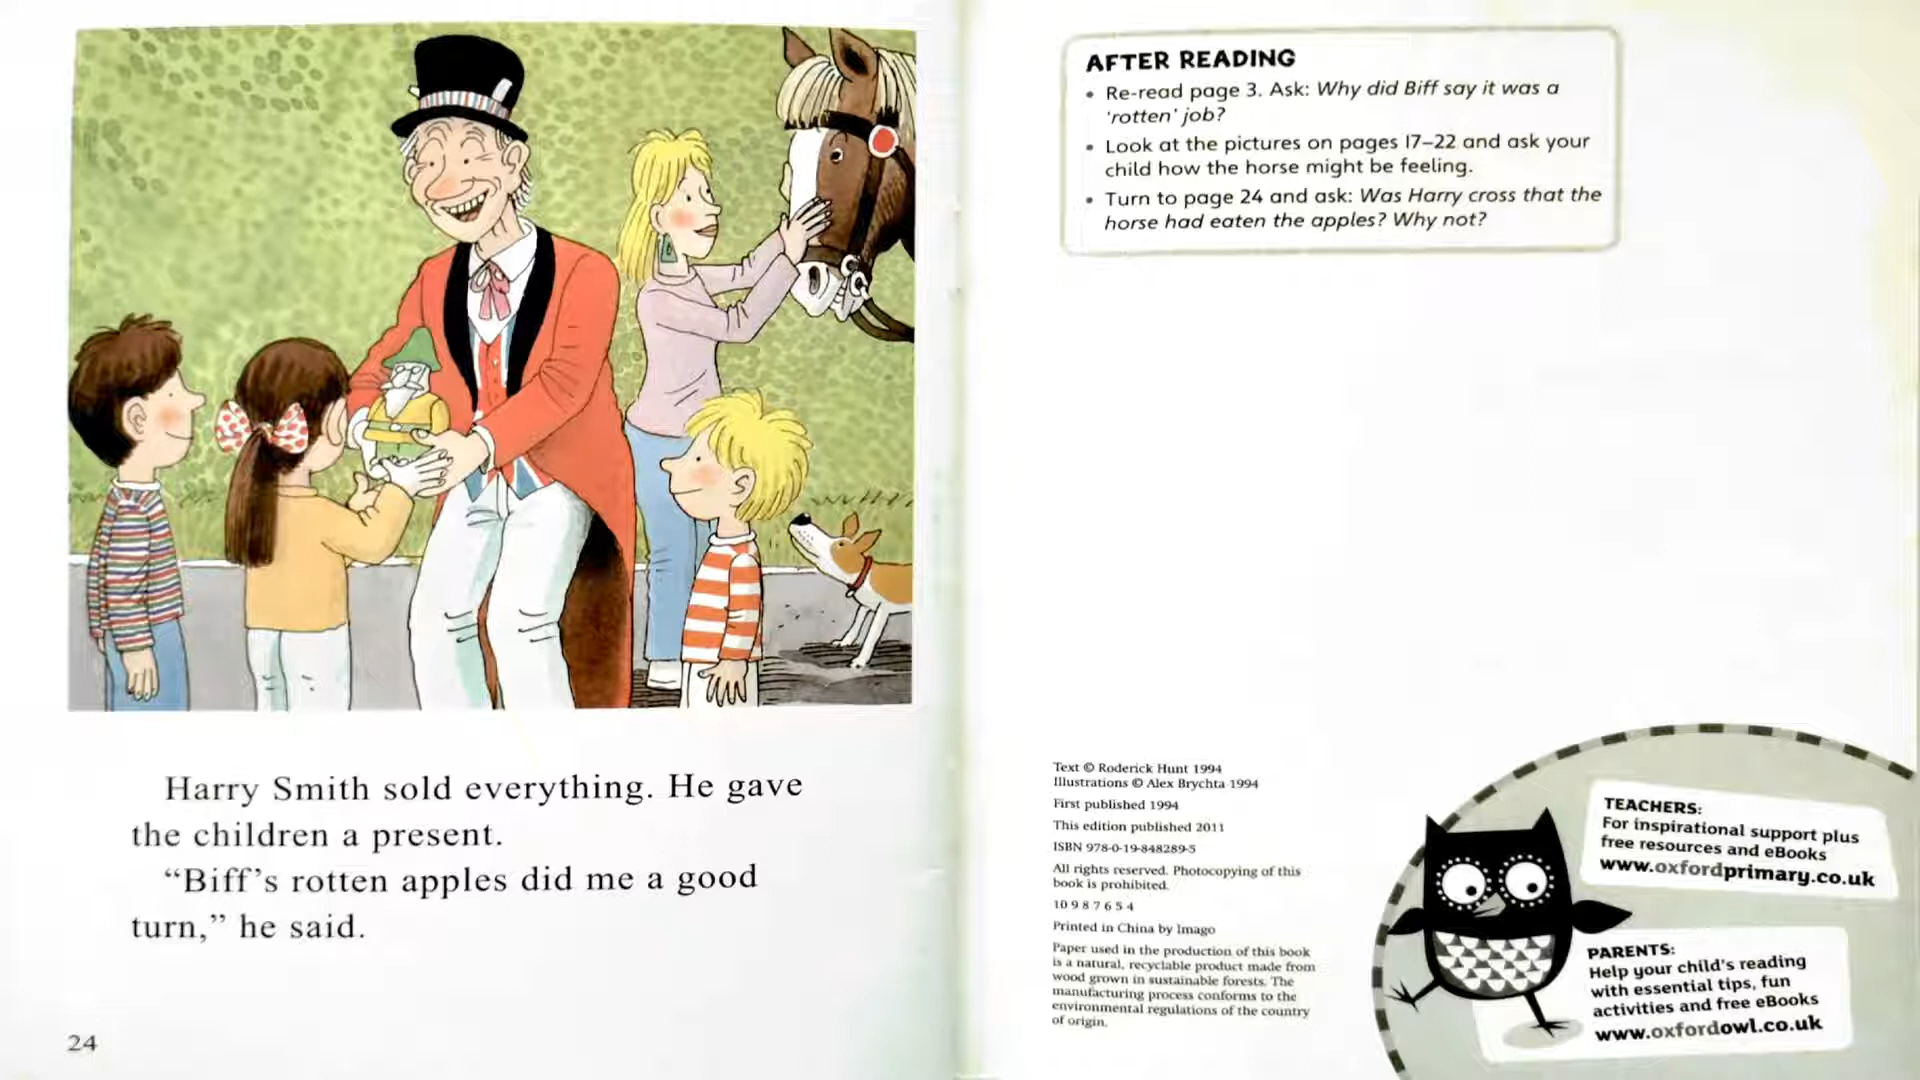 Harry Smith sold everything. He gave
the children a present.
“Biff’s rotten apples did me a good
turn,” he said.
24
AFTER READING
• Re-read page 3. Ask: Why did Biff say it was a
‘rotten’ job?
• Look at the pictures on pages 17–22 and ask your
child how the horse might be feeling.
• Turn to page 24 and ask: Was Harry cross that the
horse had eaten the apples? Why not?
Text © Roderick Hunt 1994
Illustrations © Alex Brychta 1994
First published 1994
This edition published 2011
ISBN 978-0-19-848289-5
All rights reserved. Photocopying of this
book is prohibited.
10 9 8 7 6 5 4
Printed in China by Imago
Paper used in the production of this book
is a natural, recyclable product made from
wood grown in sustainable forests. The
manufacturing process conforms to the
environmental regulations of the country
of origin.
TEACHERS:
For inspirational support plus
free resources and eBooks
www.oxfordprimary.co.uk
PARENTS:
Help your child’s reading
with essential tips, fun
activities and free eBooks
www.oxfordowl.co.uk